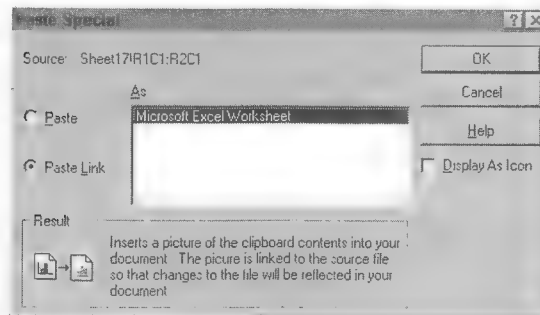 Paste Special
Source: Sheet17!R1C1:R2C1
OK
As
Cancel
Paste
Microsoft Excel Worksheet
Help
Paste Link
Display As Icon
Result
Inserts a picture of the clipboard contents into your
document. The picure is linked to the source file
so that changes to the file will be reflected in your
document